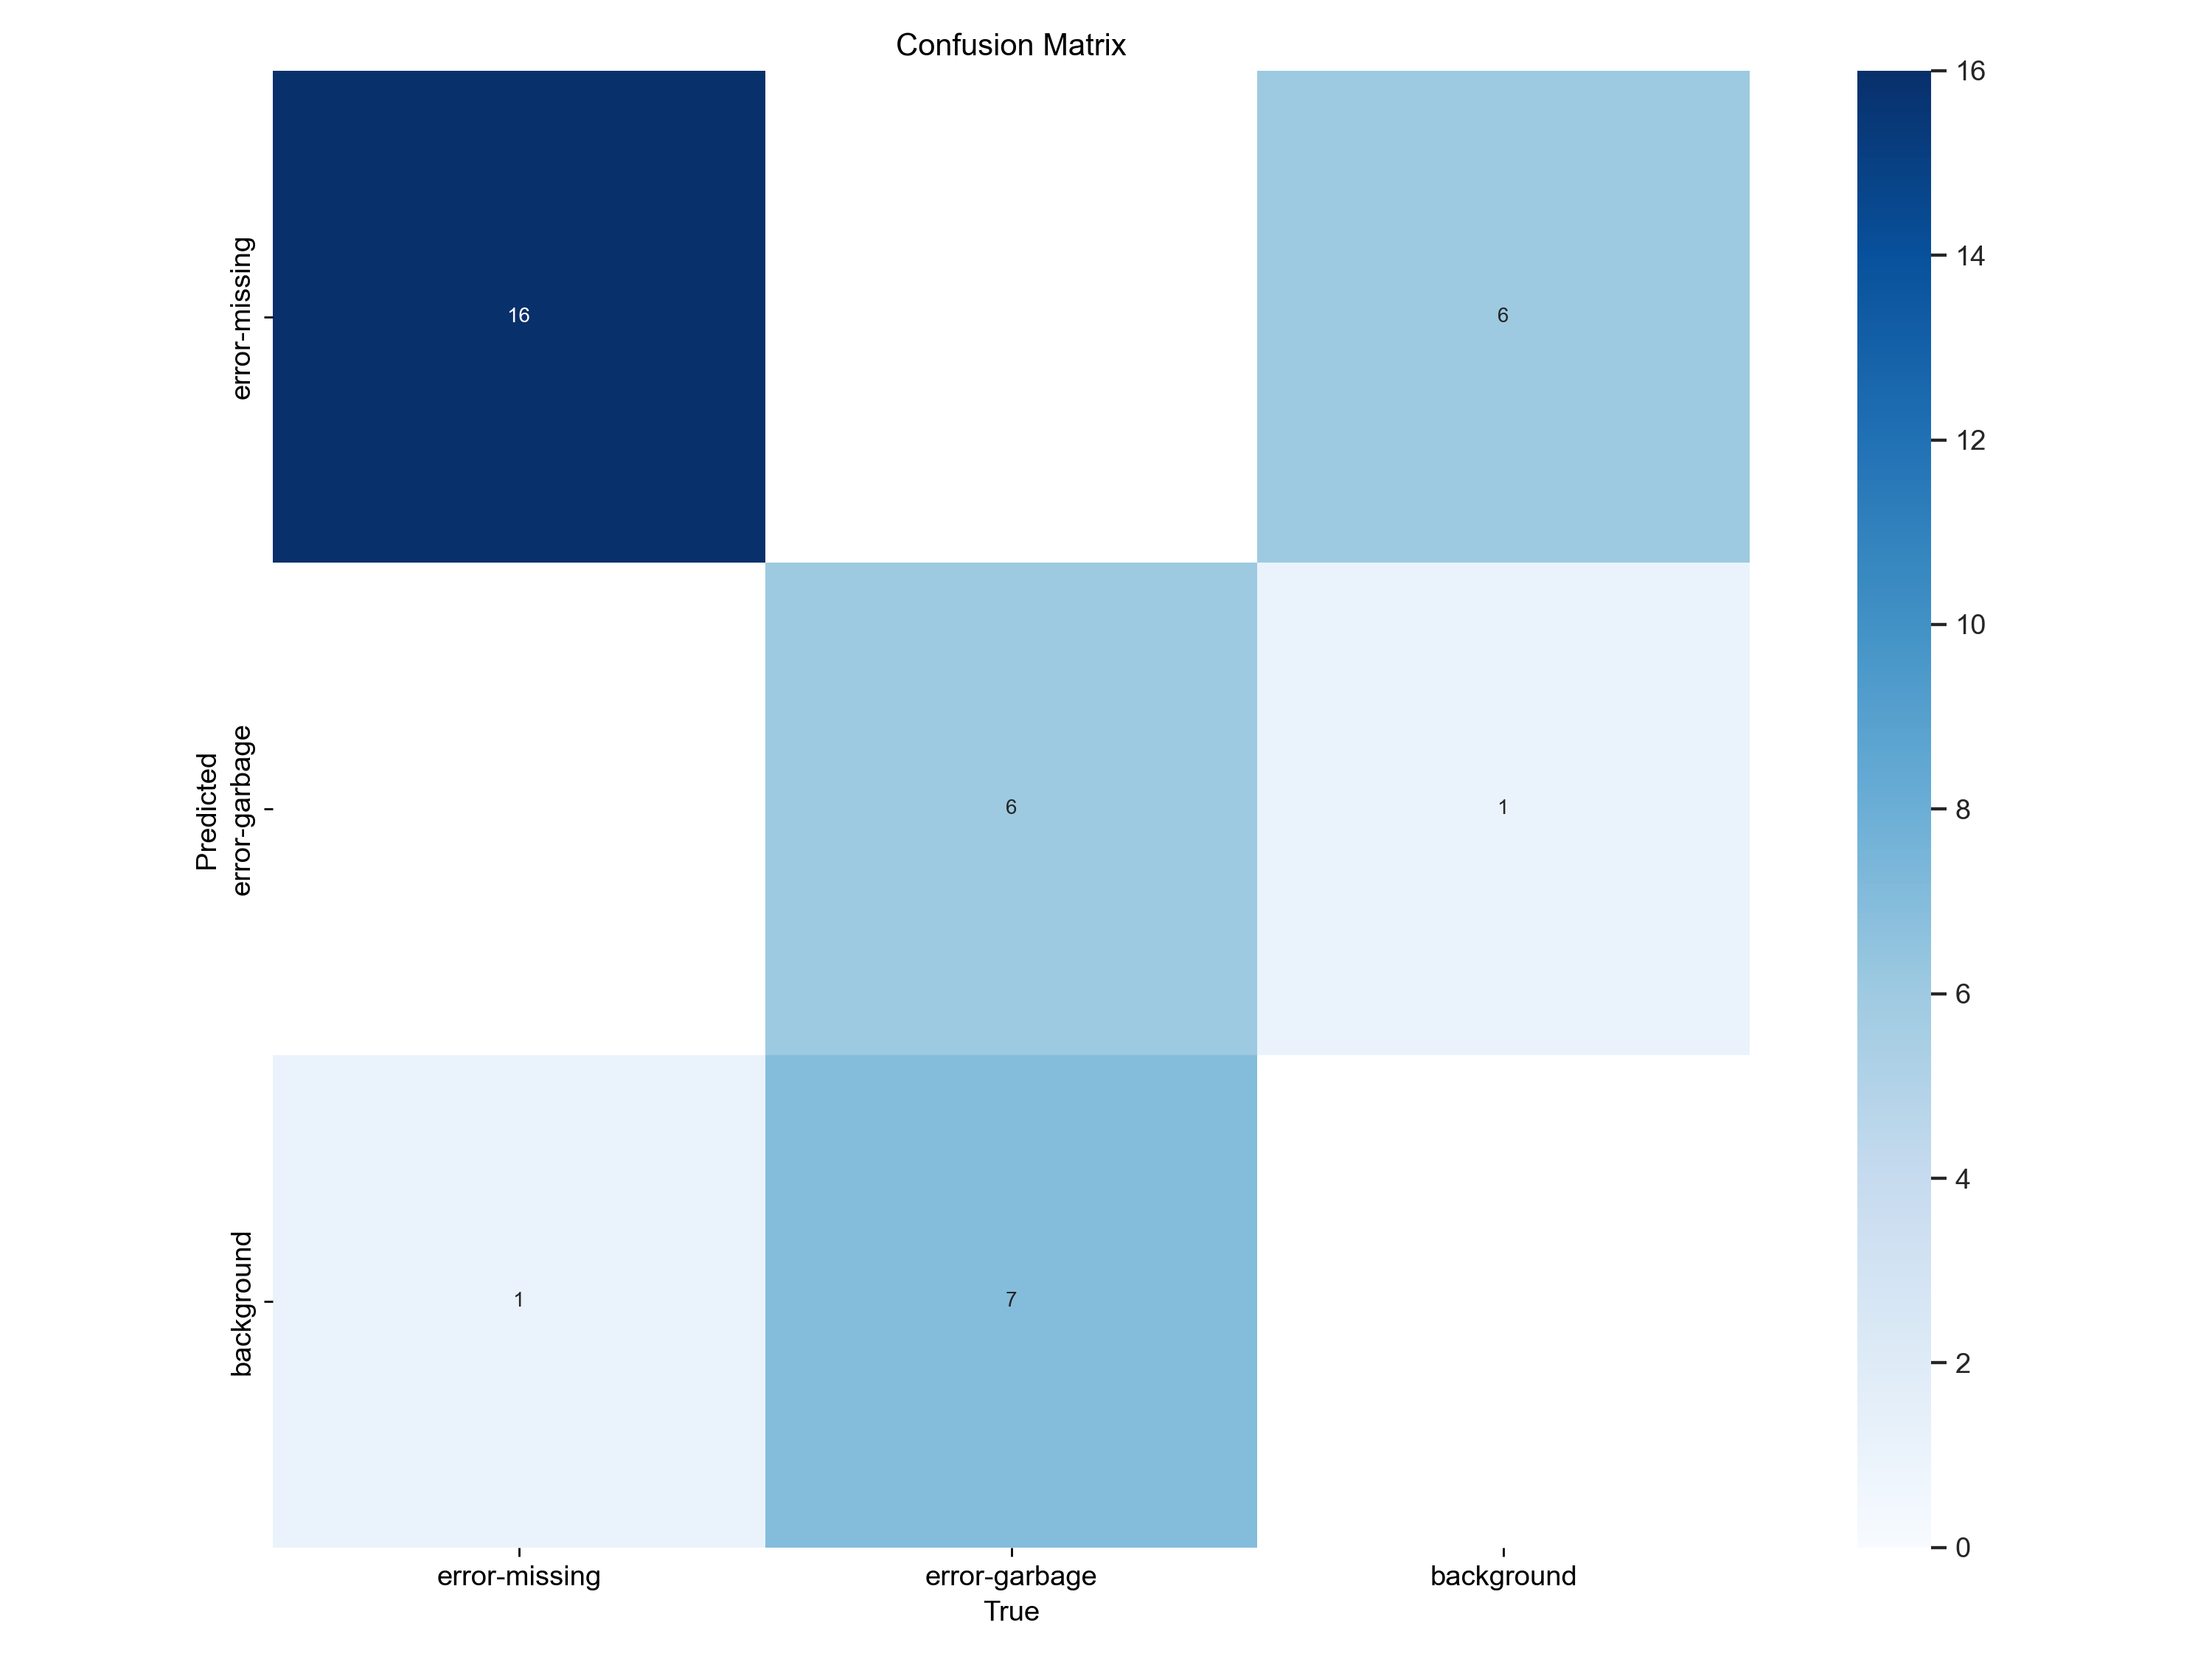 Confusion Matrix
error-missing
16
6
Predicted
error-garbage
6
1
background
1
7
error-missing
error-garbage
background
True
16
14
12
10
8
6
4
2
0